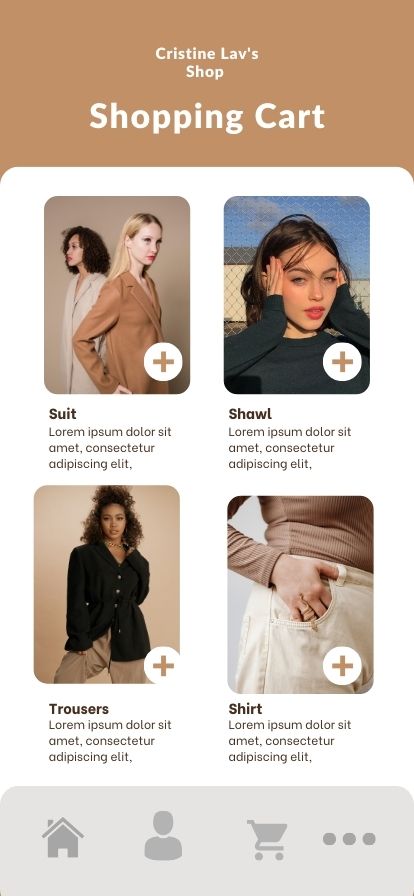 Cristine Lav's
Shop
Shopping Cart
Suit
Lorem ipsum dolor sit
amet, consectetur
adipiscing elit,
Shawl
Lorem ipsum dolor sit
amet, consectetur
adipiscing elit,
Trousers
Lorem ipsum dolor sit
amet, consectetur
adipiscing elit,
Shirt
Lorem ipsum dolor sit
amet, consectetur
adipiscing elit,